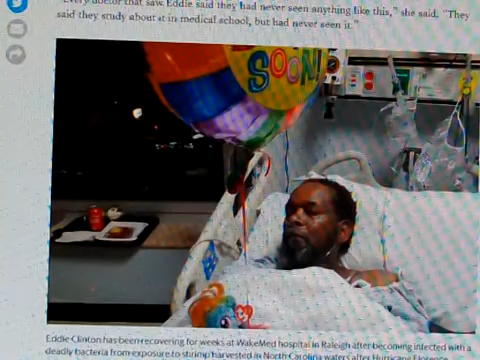 "Every doctor that saw Eddie said they had never seen anything like this," she said. "They
said they study about it in medical school, but had never seen it."
SOON!
Eddie Clinton has been recovering for weeks at WakeMed hospital in Raleigh after becoming infected with a
deadly bacteria from exposure to shrimp harvested in North Carolina waters after Hurricane Florence